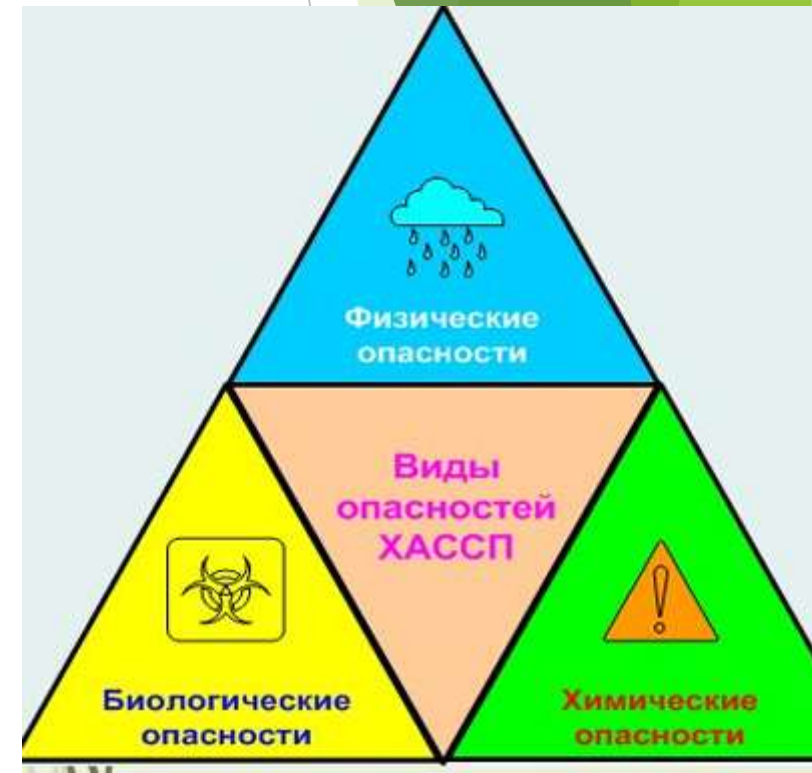 Физические
опасности
Виды
опасностей
ХАССП
Биологические
опасности
Химические
опасности